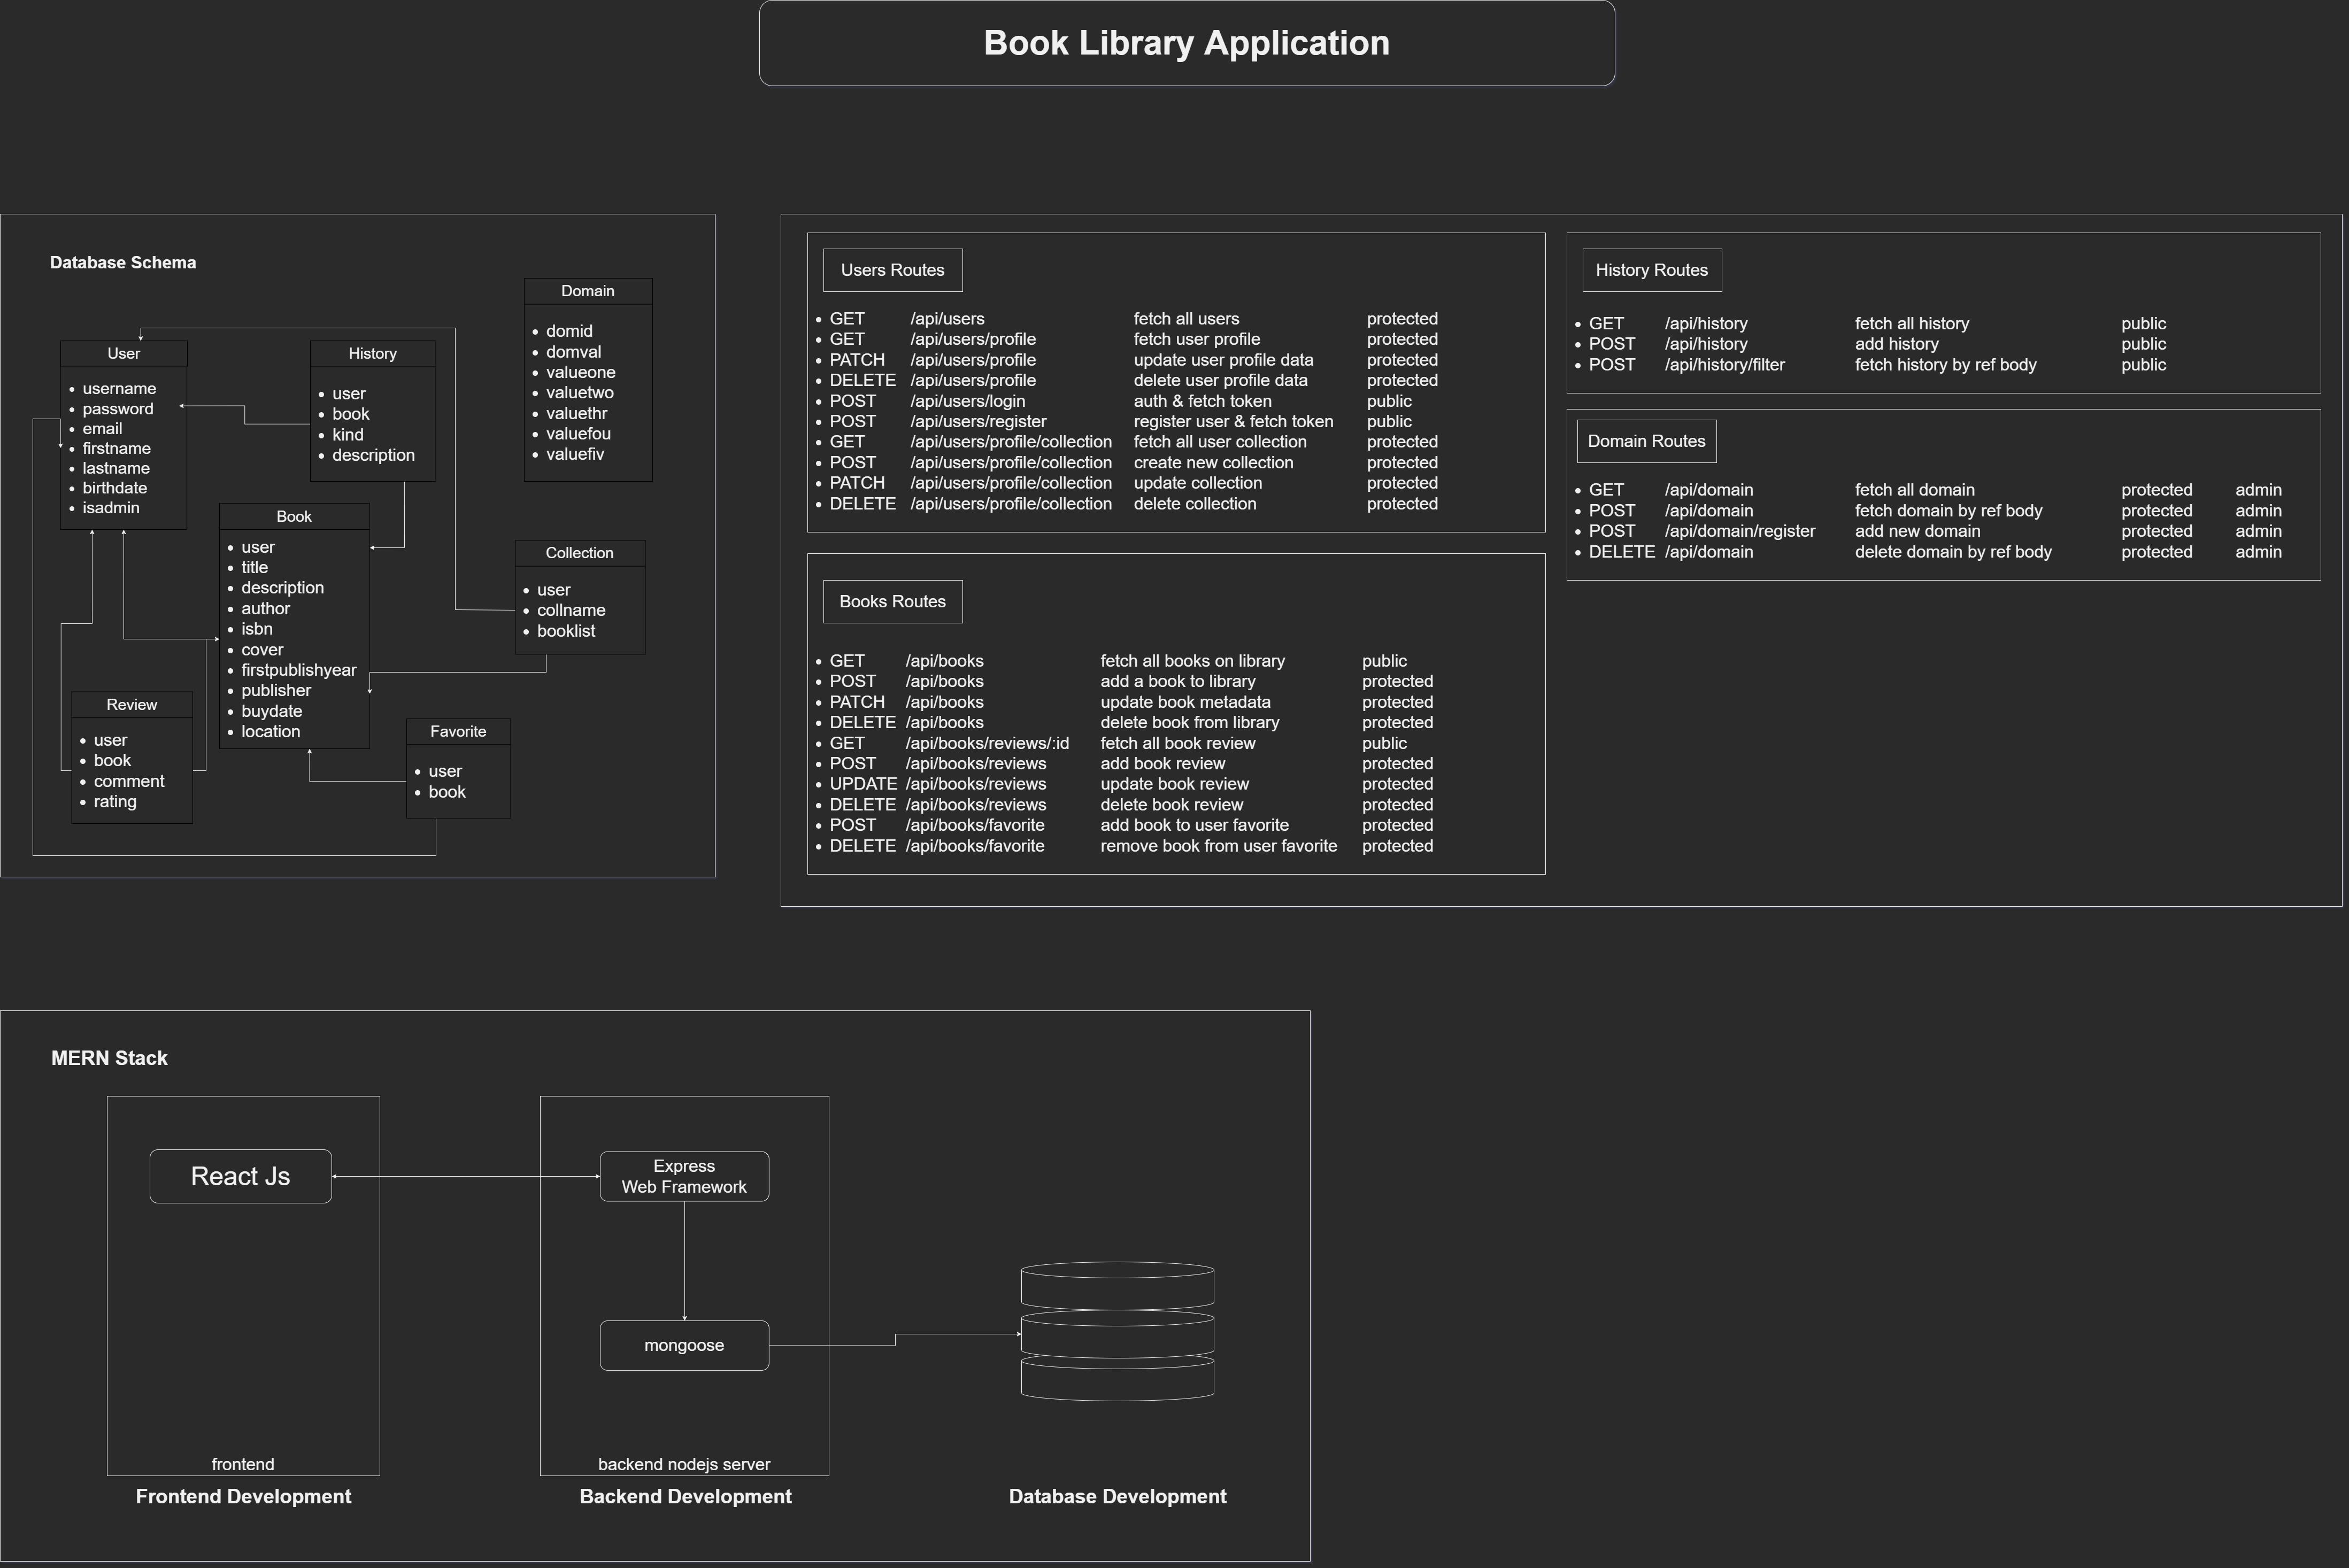 Book Library Application
Database Schema
Domain
domid
domval
valueone
valuetwo
valuethr
valuefou
valuefiv
User
username
password
email
firstname
lastname
birthdate
isadmin
History
user
book
kind
description
Book
user
title
description
author
isbn
cover
firstpublishyear
publisher
buydate
location
Collection
user
collname
booklist
Review
user
book
comment
rating
Favorite
user
book
Users Routes
GET /api/users fetch all users protected
GET /api/users/profile fetch user profile protected
PATCH /api/users/profile update user profile data protected
DELETE /api/users/profile delete user profile data protected
POST /api/users/login auth & fetch token public
POST /api/users/register register user & fetch token public
GET /api/users/profile/collection fetch all user collection protected
POST /api/users/profile/collection create new collection protected
PATCH /api/users/profile/collection update collection protected
DELETE /api/users/profile/collection delete collection protected
Books Routes
GET /api/books fetch all books on library public
POST /api/books add a book to library protected
PATCH /api/books update book metadata protected
DELETE /api/books delete book from library protected
GET /api/books/reviews/:id fetch all book review public
POST /api/books/reviews add book review protected
UPDATE /api/books/reviews update book review protected
DELETE /api/books/reviews delete book review protected
POST /api/books/favorite add book to user favorite protected
DELETE /api/books/favorite remove book from user favorite protected
History Routes
GET /api/history fetch all history public
POST /api/history add history public
POST /api/history/filter fetch history by ref body public
Domain Routes
GET /api/domain fetch all domain protected admin
POST /api/domain fetch domain by ref body protected admin
POST /api/domain/register add new domain protected admin
DELETE /api/domain delete domain by ref body protected admin
MERN Stack
React Js
Express
Web Framework
mongoose
frontend
backend nodejs server
Frontend Development
Backend Development
Database Development